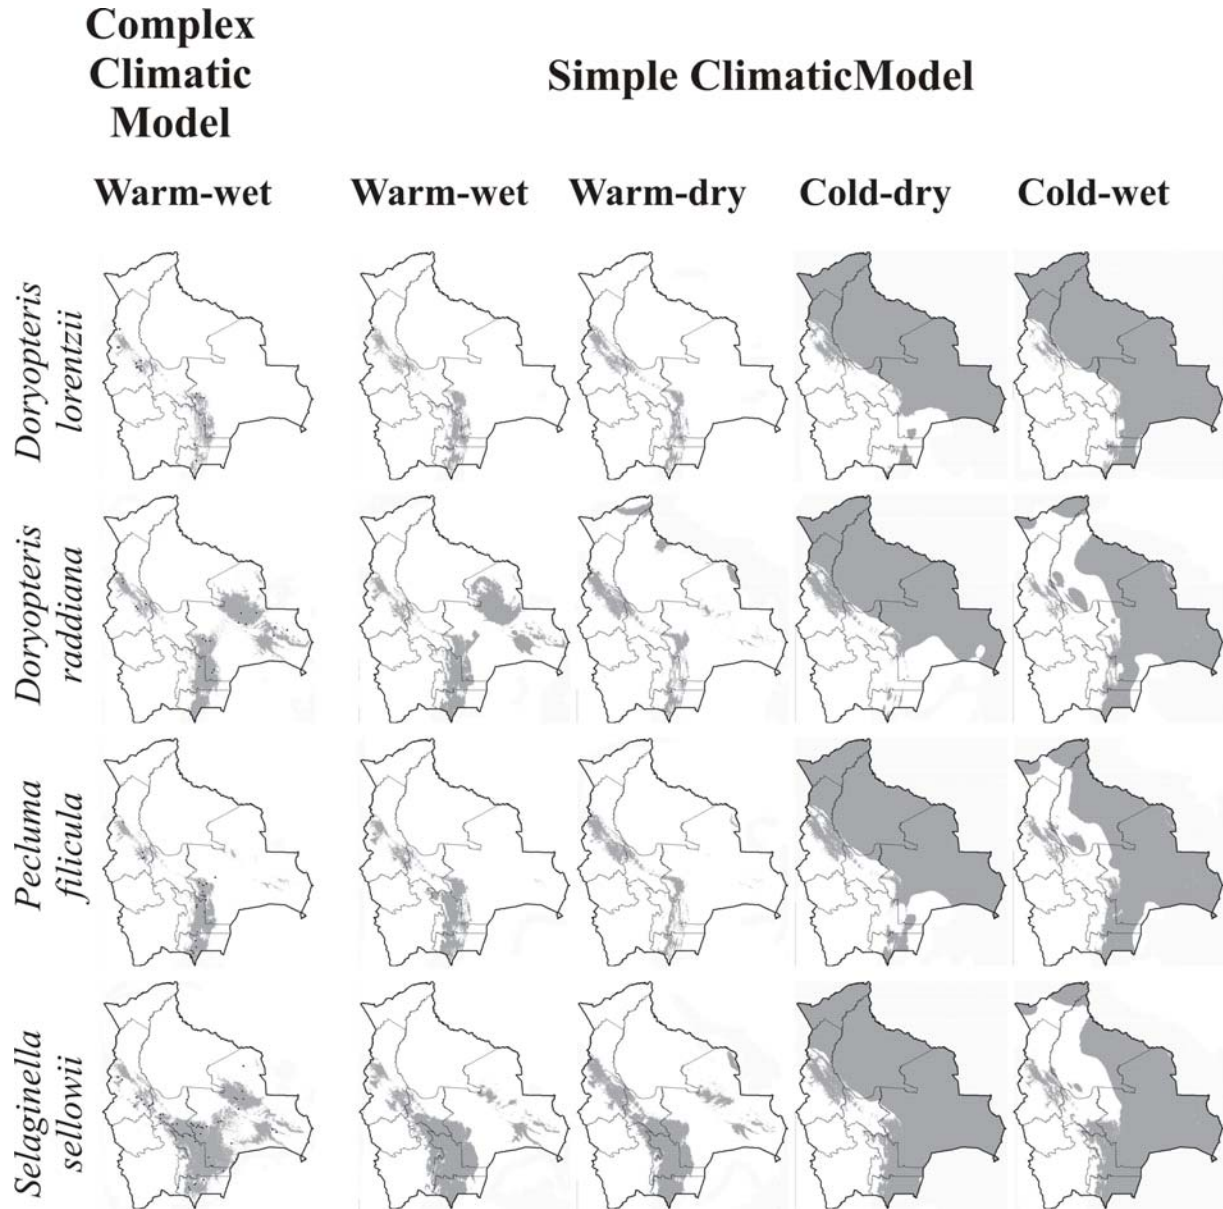 Complex
Climatic
Model
Simple ClimaticModel
Warm-wet
Warm-wet
Warm-dry
Cold-dry
Cold-wet
Doryopteris
lorentzii
Doryopteris
raddiana
Pecluma
filicula
Selaginella
sellowii